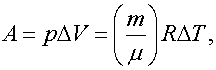 A = pΔV = (m/μ) RΔT,